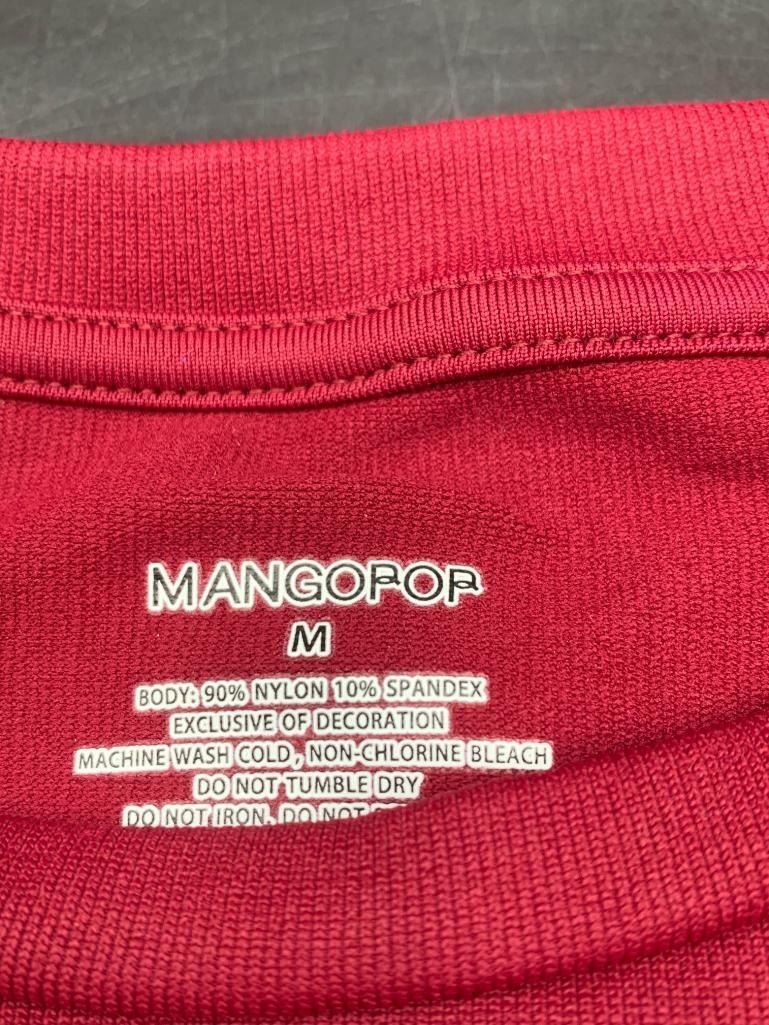 MANGOPOP
M
BODY: 90% NYLON 10% SPANDEX
EXCLUSIVE OF DECORATION
MACHINE WASH COLD, NON-CHLORINE BLEACH
DO NOT TUMBLE DRY
DO NOT IRON, DO NOT